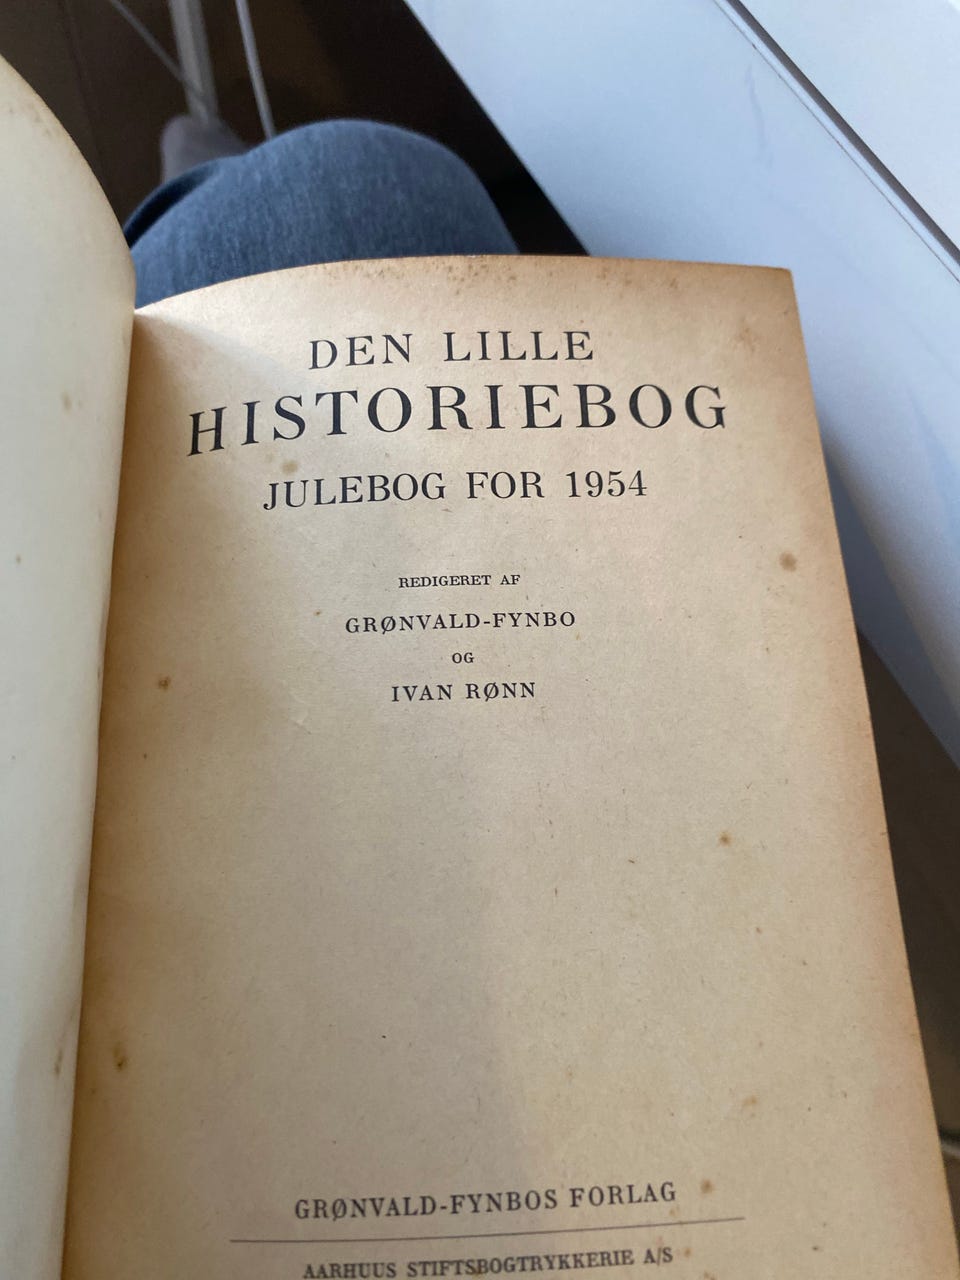 DEN LILLE
HISTORIEBOG
JULEBOG FOR 1954
REDIGERET AF
GRØNVALD-FYNBO
OG
IVAN RØNN
GRØNVALD-FYNBOS FORLAG
AARHUUS STIFTSBOGTRYKKERIE A/S